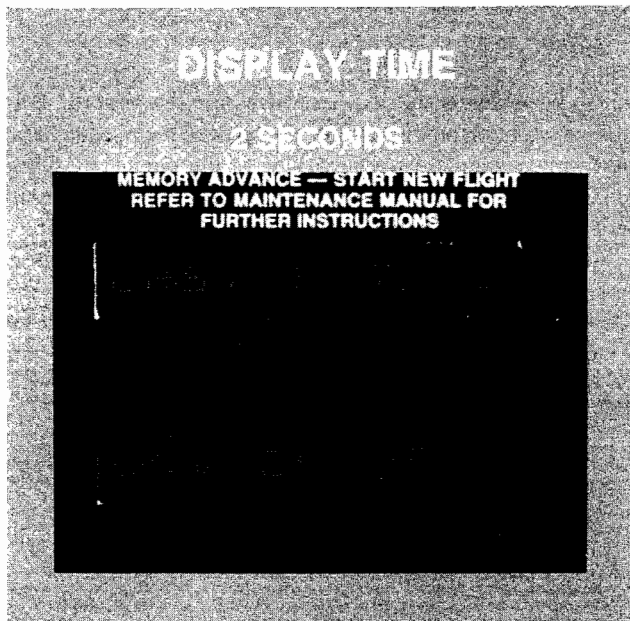 DISPLAY TIME
2 SECONDS
MEMORY ADVANCE — START NEW FLIGHT
REFER TO MAINTENANCE MANUAL FOR
FURTHER INSTRUCTIONS